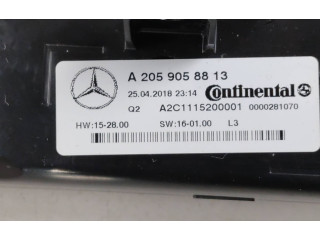 A 205 905 88 13
25.04.2018 23:14 Continental
Q2 A2C1115200001 0000281070
HW:15-28.00 SW:16-01.00 L3